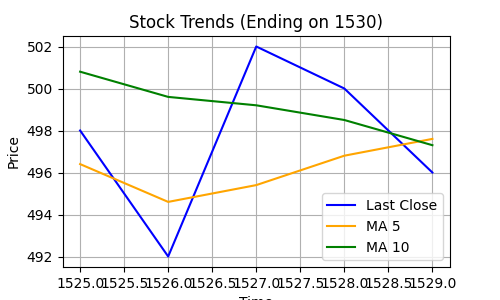 Stock Trends (Ending on 1530)
Price
502
500
498
496
494
492
Last Close
MA 5
MA 10
1525.0 1525.5 1526.0 1526.5 1527.0 1527.5 1528.0 1528.5 1529.0
Time